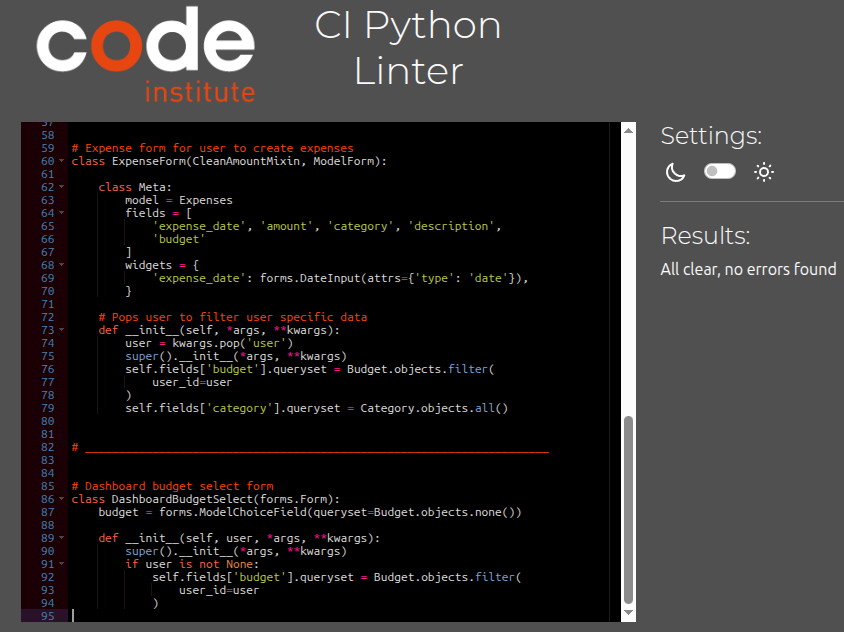 code
institute
CI Python
Linter
57
58
59 # Expense form for user to create expenses
60 class ExpenseForm(CleanAmountMixin, ModelForm):
61
62     class Meta:
63         model = Expenses
64         fields = [
65             'expense_date', 'amount', 'category', 'description',
66             'budget'
67         ]
68         widgets = {
69             'expense_date': forms.DateInput(attrs={'type': 'date'}),
70         }
71
72     # Pops user to filter user specific data
73     def __init__(self, *args, **kwargs):
74         user = kwargs.pop('user')
75         super().__init__(*args, **kwargs)
76         self.fields['budget'].queryset = Budget.objects.filter(
77             user_id=user
78         )
79         self.fields['category'].queryset = Category.objects.all()
80
81
82 # _____________________________________________________________________
83
84
85 # Dashboard budget select form
86 class DashboardBudgetSelect(forms.Form):
87     budget = forms.ModelChoiceField(queryset=Budget.objects.none())
88
89     def __init__(self, user, *args, **kwargs):
90         super().__init__(*args, **kwargs)
91         if user is not None:
92             self.fields['budget'].queryset = Budget.objects.filter(
93                 user_id=user
94             )
95
Settings:
Results:
All clear, no errors found